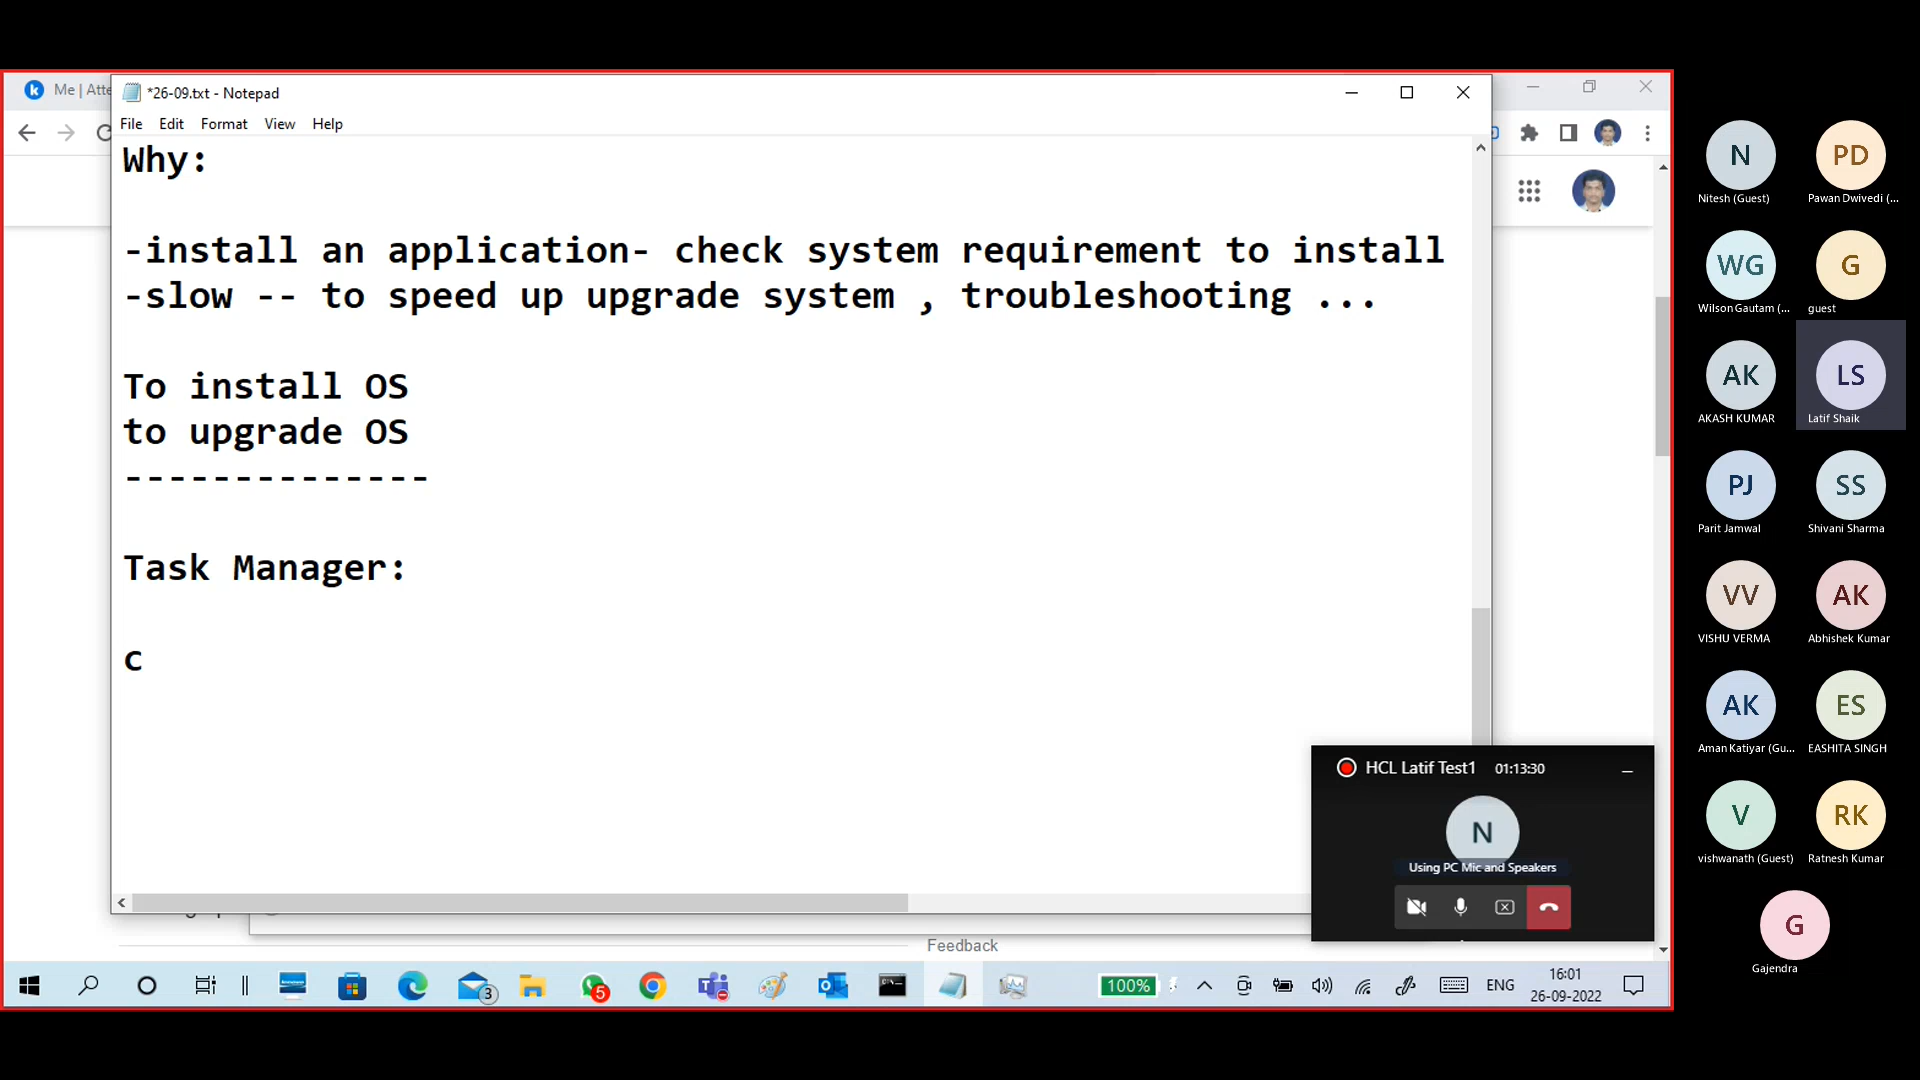 Me | Atte
*26-09.txt - Notepad
File Edit Format View Help
Why:
-install an application- check system requirement to install
-slow -- to speed up upgrade system , troubleshooting ...
To install OS
to upgrade OS
--------------
Task Manager:
c
HCL Latif Test1 01:13:30
N
Using PC Mic and Speakers
Feedback
3
5
100%
ENG
16:01
26-09-2022
N
Nitesh (Guest)
PD
Pawan Dwivedi (...
WG
Wilson Gautam (...
G
guest
AK
AKASH KUMAR
LS
Latif Shaik
PJ
Parit Jamwal
SS
Shivani Sharma
VV
VISHU VERMA
AK
Abhishek Kumar
AK
Aman Katiyar (Gu...
ES
EASHITA SINGH
V
vishwanath (Guest)
RK
Ratnesh Kumar
G
Gajendra